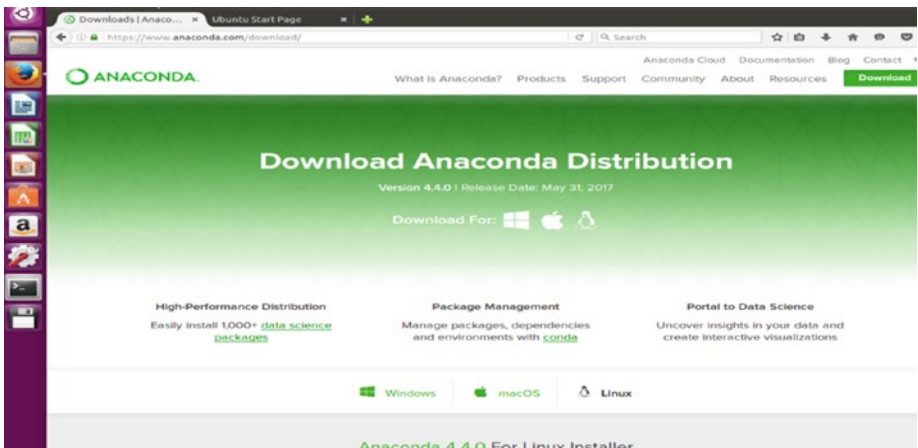 Downloads | Anaco... × Ubuntu Start Page ×
https://www.anaconda.com/download/ Search
Anaconda Cloud Documentation Blog Contact
ANACONDA. What is Anaconda? Products Support Community About Resources Download
Download Anaconda Distribution
Version 4.4.0 | Release Date: May 31, 2017
Download For:
High-Performance Distribution
Easily install 1,000+ data science
packages
Package Management
Manage packages, dependencies
and environments with conda
Portal to Data Science
Uncover insights in your data and
create interactive visualizations
Windows macOS Linux
Anaconda 4.4.0 For Linux Installer